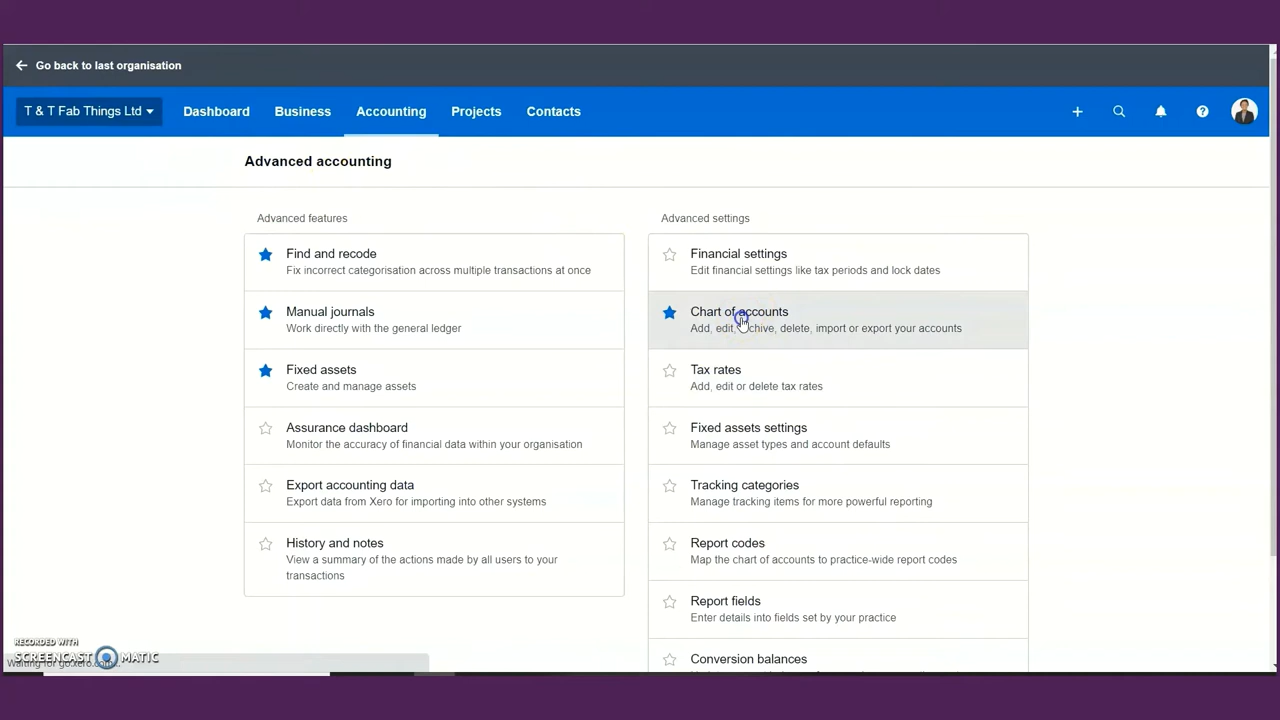 Go back to last organisation
T & T Fab Things Ltd
Dashboard
Business
Accounting
Projects
Contacts
Advanced accounting
Advanced features
Find and recode
Fix incorrect categorisation across multiple transactions at once
Manual journals
Work directly with the general ledger
Fixed assets
Create and manage assets
Assurance dashboard
Monitor the accuracy of financial data within your organisation
Export accounting data
Export data from Xero for importing into other systems
History and notes
View a summary of the actions made by all users to your
transactions
Advanced settings
Financial settings
Edit financial settings like tax periods and lock dates
Chart of accounts
Add, edit, archive, delete, import or export your accounts
Tax rates
Add, edit or delete tax rates
Fixed assets settings
Manage asset types and account defaults
Tracking categories
Manage tracking items for more powerful reporting
Report codes
Map the chart of accounts to practice-wide report codes
Report fields
Enter details into fields set by your practice
Conversion balances
RECORDED WITH
SCREENCAST MATIC
Waiting for go.xero.com...